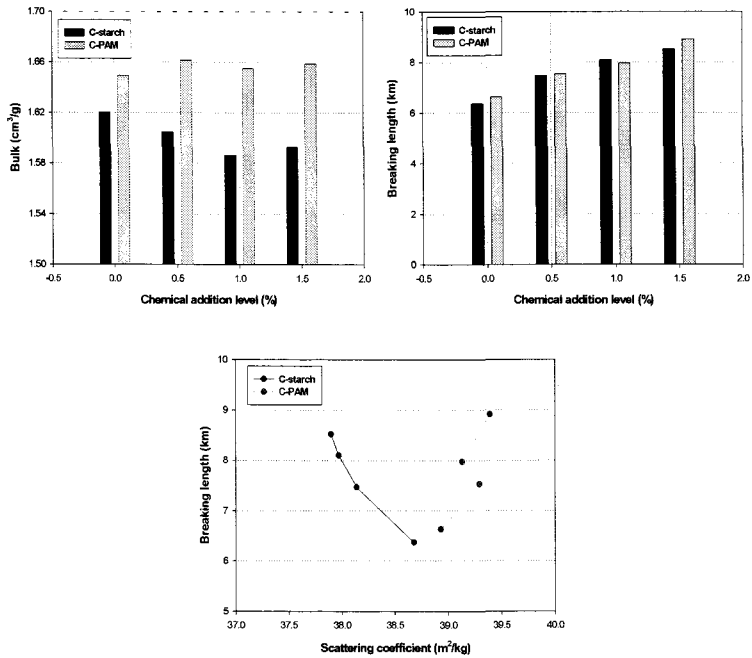 1.70
1.66
1.62
1.58
1.54
1.50
Bulk (cm³/g)
C-starch
C-PAM
-0.5 0.0 0.5 1.0 1.5 2.0
Chemical addition level (%)
10
8
6
4
2
0
Breaking length (km)
C-starch
C-PAM
-0.5 0.0 0.5 1.0 1.5 2.0
Chemical addition level (%)
10
9
8
7
6
5
Breaking length (km)
C-starch
C-PAM
37.0 37.5 38.0 38.5 39.0 39.5 40.0
Scattering coefficient (m²/kg)